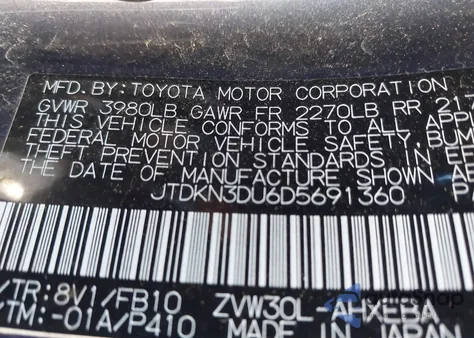 MFD. BY: TOYOTA MOTOR CORPORATION
GVWR 3980LB GAWR FR 2270LB RR
THIS VEHICLE CONFORMS TO ALL
FEDERAL MOTOR VEHICLE SAFETY, BUM
THEFT PREVENTION STANDARDS IN
THE DATE OF MANUFACTURE SHOWN
JTDKN3DU6D5691360
/TR:8V1/FB10 ZVW30L-AHXEBA
/TM:-01A/P410 MADE IN JAPAN